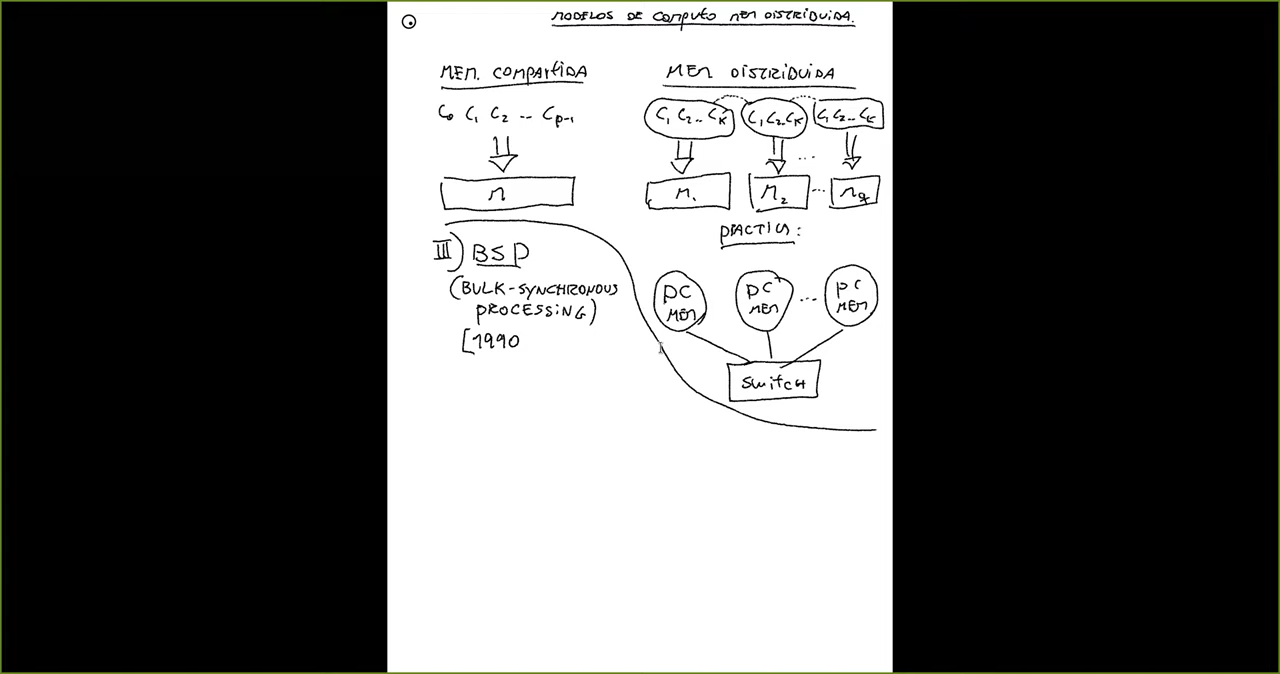 MODELOS DE COMPUTO MEM DISTRIBUIDA.
MEM. COMPARTIDA
C0 C1 C2 ... Cp-1
M
MEM DISTRIBUIDA
C1 C2 .. CK
C1 C2.. CK
C1 C2 ... CK
...
M1
M2
...
Mq
PRACTICA:
PC
MEM
PC
MEM
...
PC
MEM
SWITCH
III) BSP
(BULK-SYNCHRONOUS
PROCESSING)
[1990